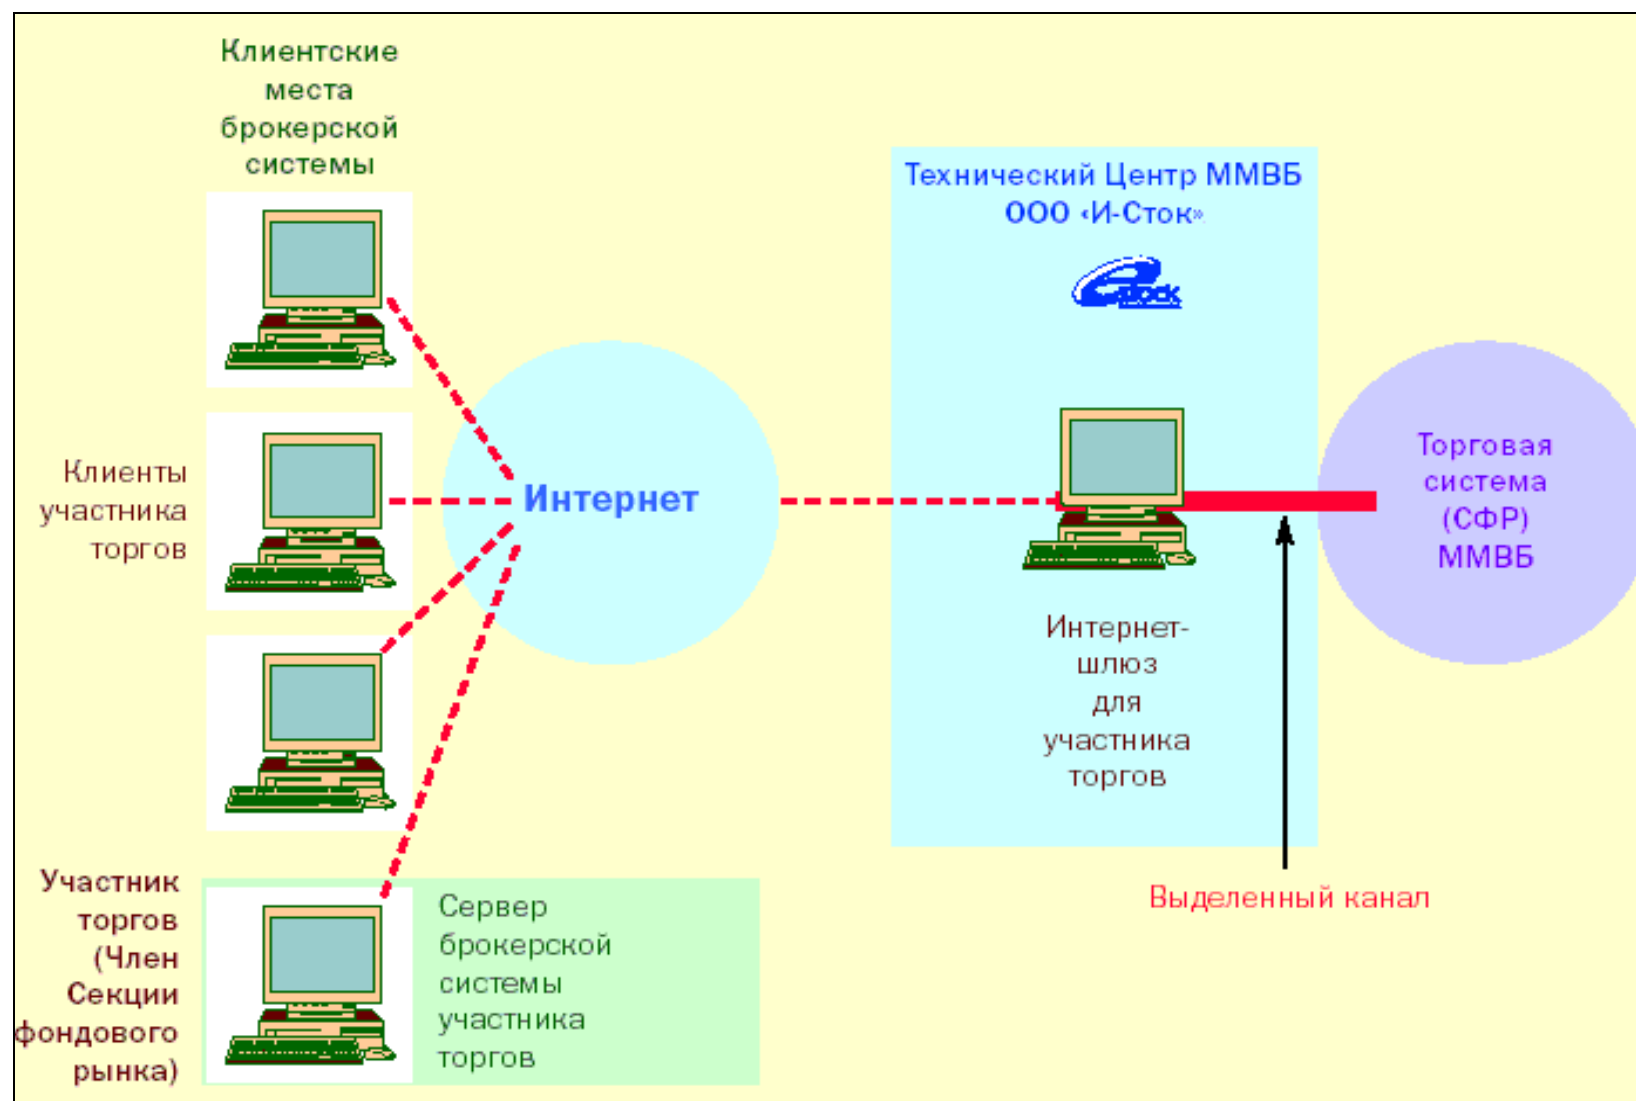 Клиентские
места
брокерской
системы
Технический Центр ММВБ
ООО «И-Сток»
stock
Клиенты
участника
торгов
Интернет
Торговая
система
(СФР)
ММВБ
Интернет-
шлюз
для
участника
торгов
Выделенный канал
Участник
торгов
(Член
Секции
фондового
рынка)
Сервер
брокерской
системы
участника
торгов